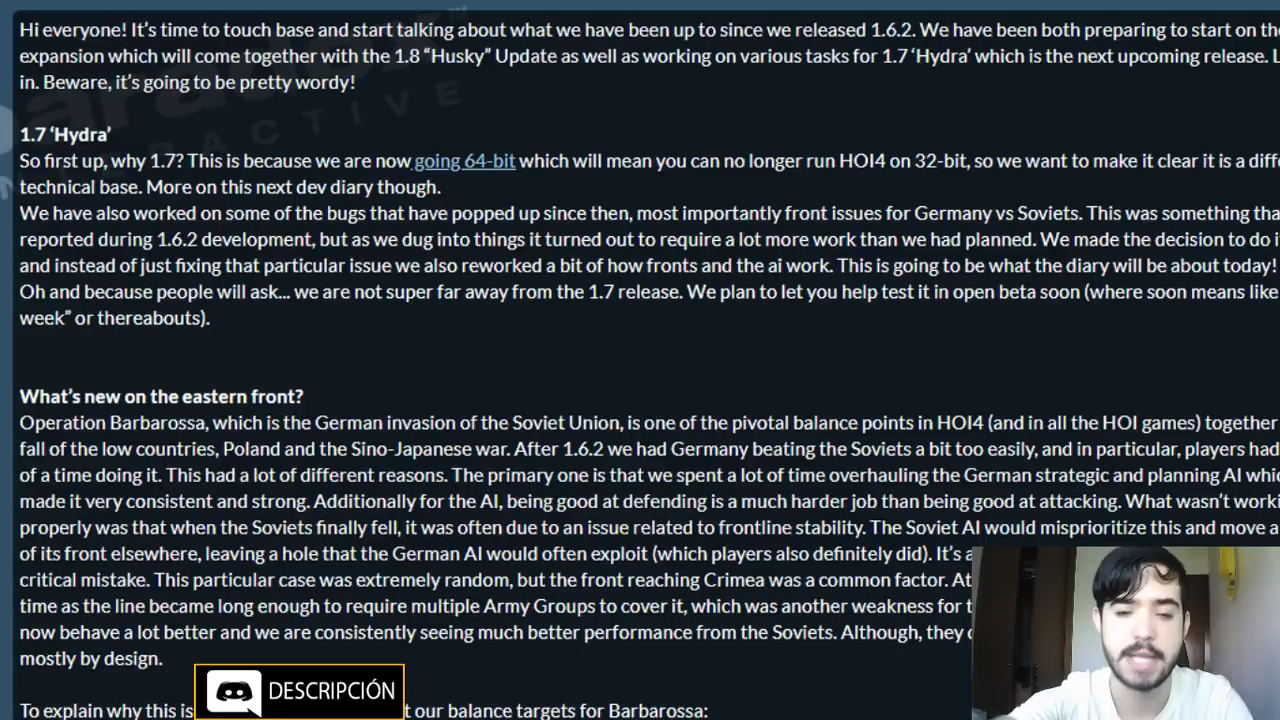 Hi everyone! It's time to touch base and start talking about what we have been up to since we released 1.6.2. We have been both preparing to start on the
expansion which will come together with the 1.8 "Husky" Update as well as working on various tasks for 1.7 'Hydra' which is the next upcoming release.
in. Beware, it's going to be pretty wordy!
1.7 'Hydra'
So first up, why 1.7? This is because we are now going 64-bit which will mean you can no longer run HOI4 on 32-bit, so we want to make it clear it is a
technical base. More on this next dev diary though.
We have also worked on some of the bugs that have popped up since then, most importantly front issues for Germany vs Soviets. This was something
reported during 1.6.2 development, but as we dug into things it turned out to require a lot more work than we had planned. We made the decision to do
and instead of just fixing that particular issue we also reworked a bit of how fronts and the ai work. This is going to be what the diary will be about today!
Oh and because people will ask... we are not super far away from the 1.7 release. We plan to let you help test it in open beta soon (where soon means like
week" or thereabouts).
What's new on the eastern front?
Operation Barbarossa, which is the German invasion of the Soviet Union, is one of the pivotal balance points in HOI4 (and in all the HOI games) together
fall of the low countries, Poland and the Sino-Japanese war. After 1.6.2 we had Germany beating the Soviets a bit too easily, and in particular, players had
of a time doing it. This had a lot of different reasons. The primary one is that we spent a lot of time overhauling the German strategic and planning AI
made it very consistent and strong. Additionally for the AI, being good at defending is a much harder job than being good at attacking. What wasn't
properly was that when the Soviets finally fell, it was often due to an issue related to frontline stability. The Soviet AI would misprioritize this and move a
of its front elsewhere, leaving a hole that the German AI would often exploit (which players also definitely did). It's
critical mistake. This particular case was extremely random, but the front reaching Crimea was a common factor. At
time as the line became long enough to require multiple Army Groups to cover it, which was another weakness for
now behave a lot better and we are consistently seeing much better performance from the Soviets. Although, they
mostly by design.
DESCRIPCIÓN
To explain why this is t our balance targets for Barbarossa: